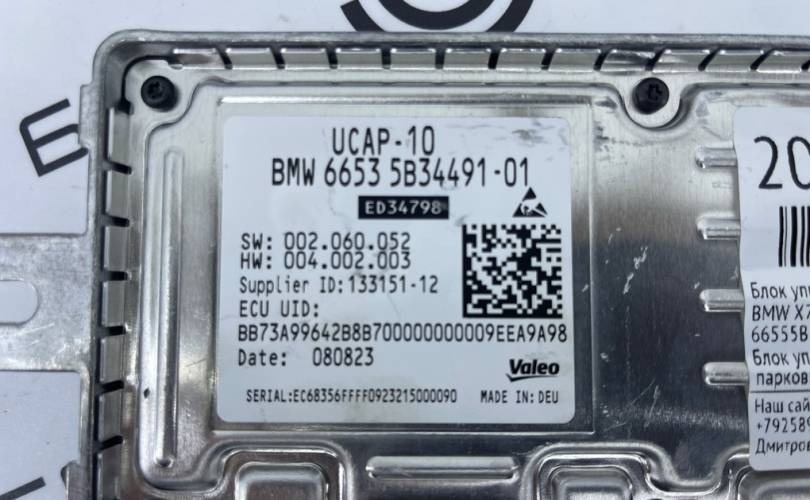 UCAP-10
BMW 6653 5B34491-01
ED34798
SW: 002.060.052
HW: 004.002.003
Supplier ID: 133151-12
ECU UID:
BB73A99642B8B700000000009EEA9A98
Date: 080823
Valeo
SERIAL:EC68356FFFF0923215000090 MADE IN: DEU
20
Блок уп
BMW X7
66555B
Блок уп
парков
Наш сай
+79258
Дмитров